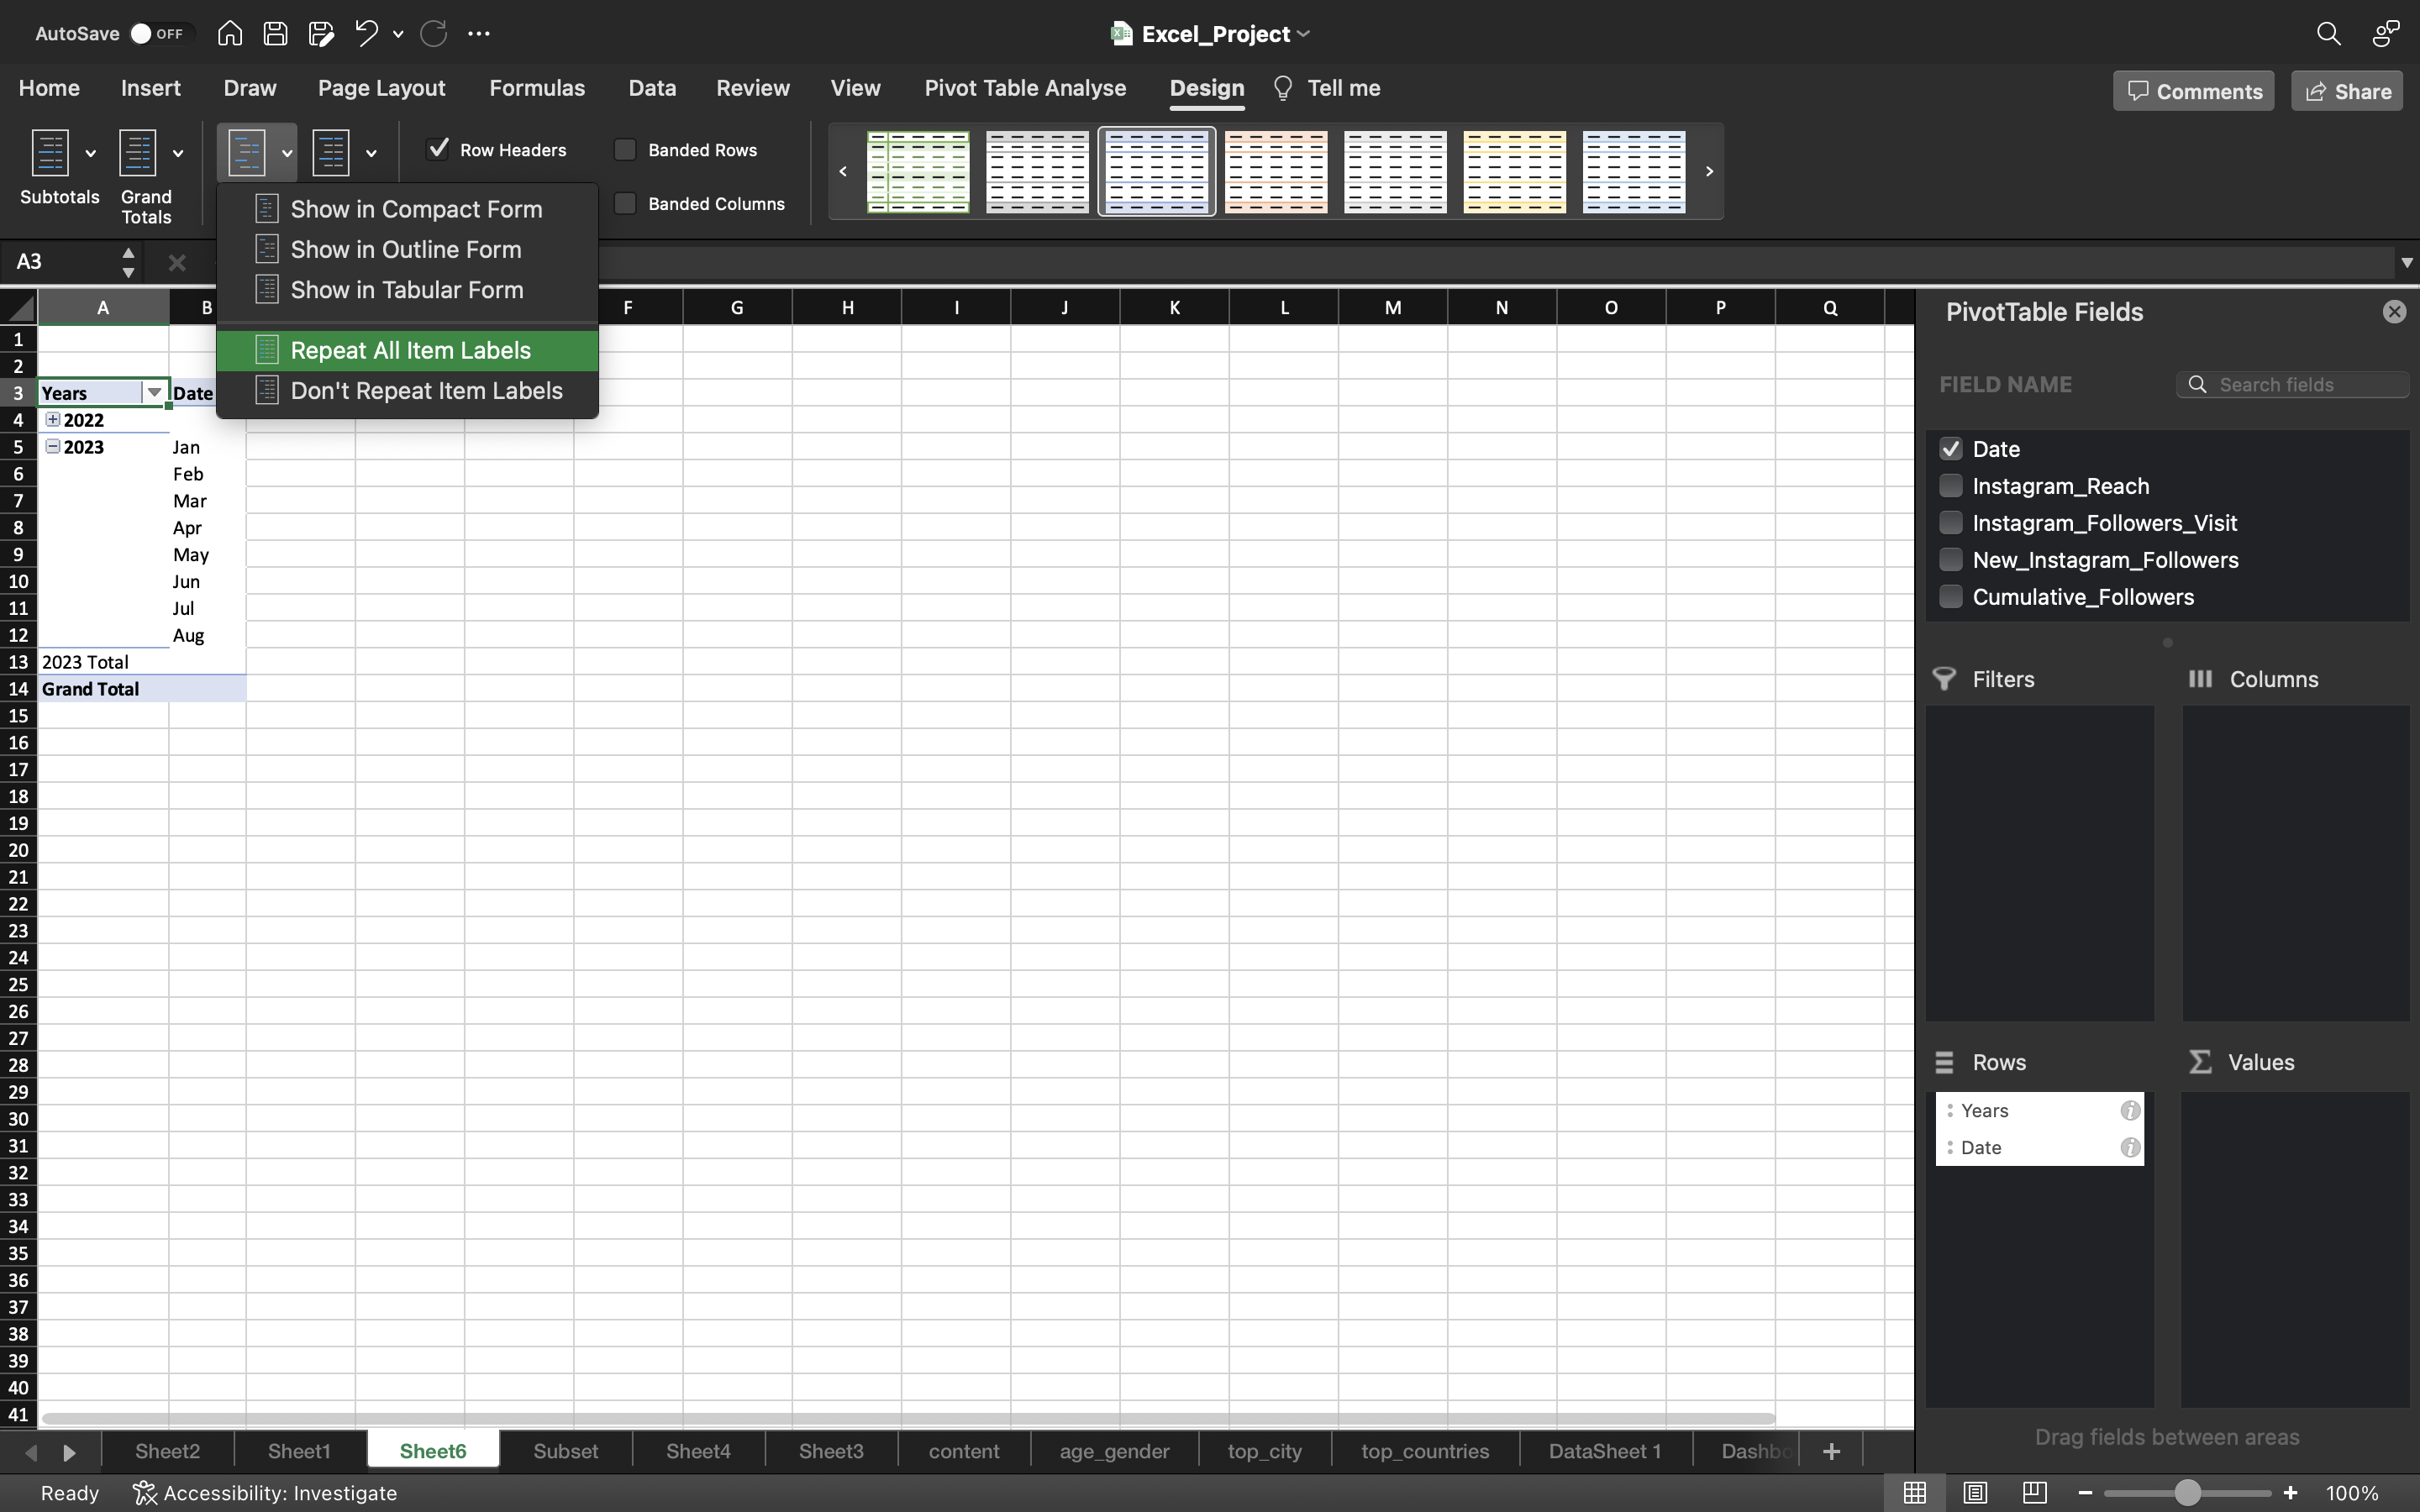 AutoSave OFF
Excel_Project
Home Insert Draw Page Layout Formulas Data Review View Pivot Table Analyse Design Tell me
Comments Share
Subtotals
Grand Totals
Row Headers
Banded Rows
Banded Columns
Show in Compact Form
Show in Outline Form
Show in Tabular Form
Repeat All Item Labels
Don't Repeat Item Labels
A3
A B F G H I J K L M N O P Q
1
2
3 Years Date
4 2022
5 2023 Jan
6 Feb
7 Mar
8 Apr
9 May
10 Jun
11 Jul
12 Aug
13 2023 Total
14 Grand Total
15
16
17
18
19
20
21
22
23
24
25
26
27
28
29
30
31
32
33
34
35
36
37
38
39
40
41
PivotTable Fields
FIELD NAME Search fields
Date
Instagram_Reach
Instagram_Followers_Visit
New_Instagram_Followers
Cumulative_Followers
Filters Columns
Rows Values
Years
Date
Drag fields between areas
Sheet2 Sheet1 Sheet6 Subset Sheet4 Sheet3 content age_gender top_city top_countries DataSheet 1 Dashbo
Ready Accessibility: Investigate 100%